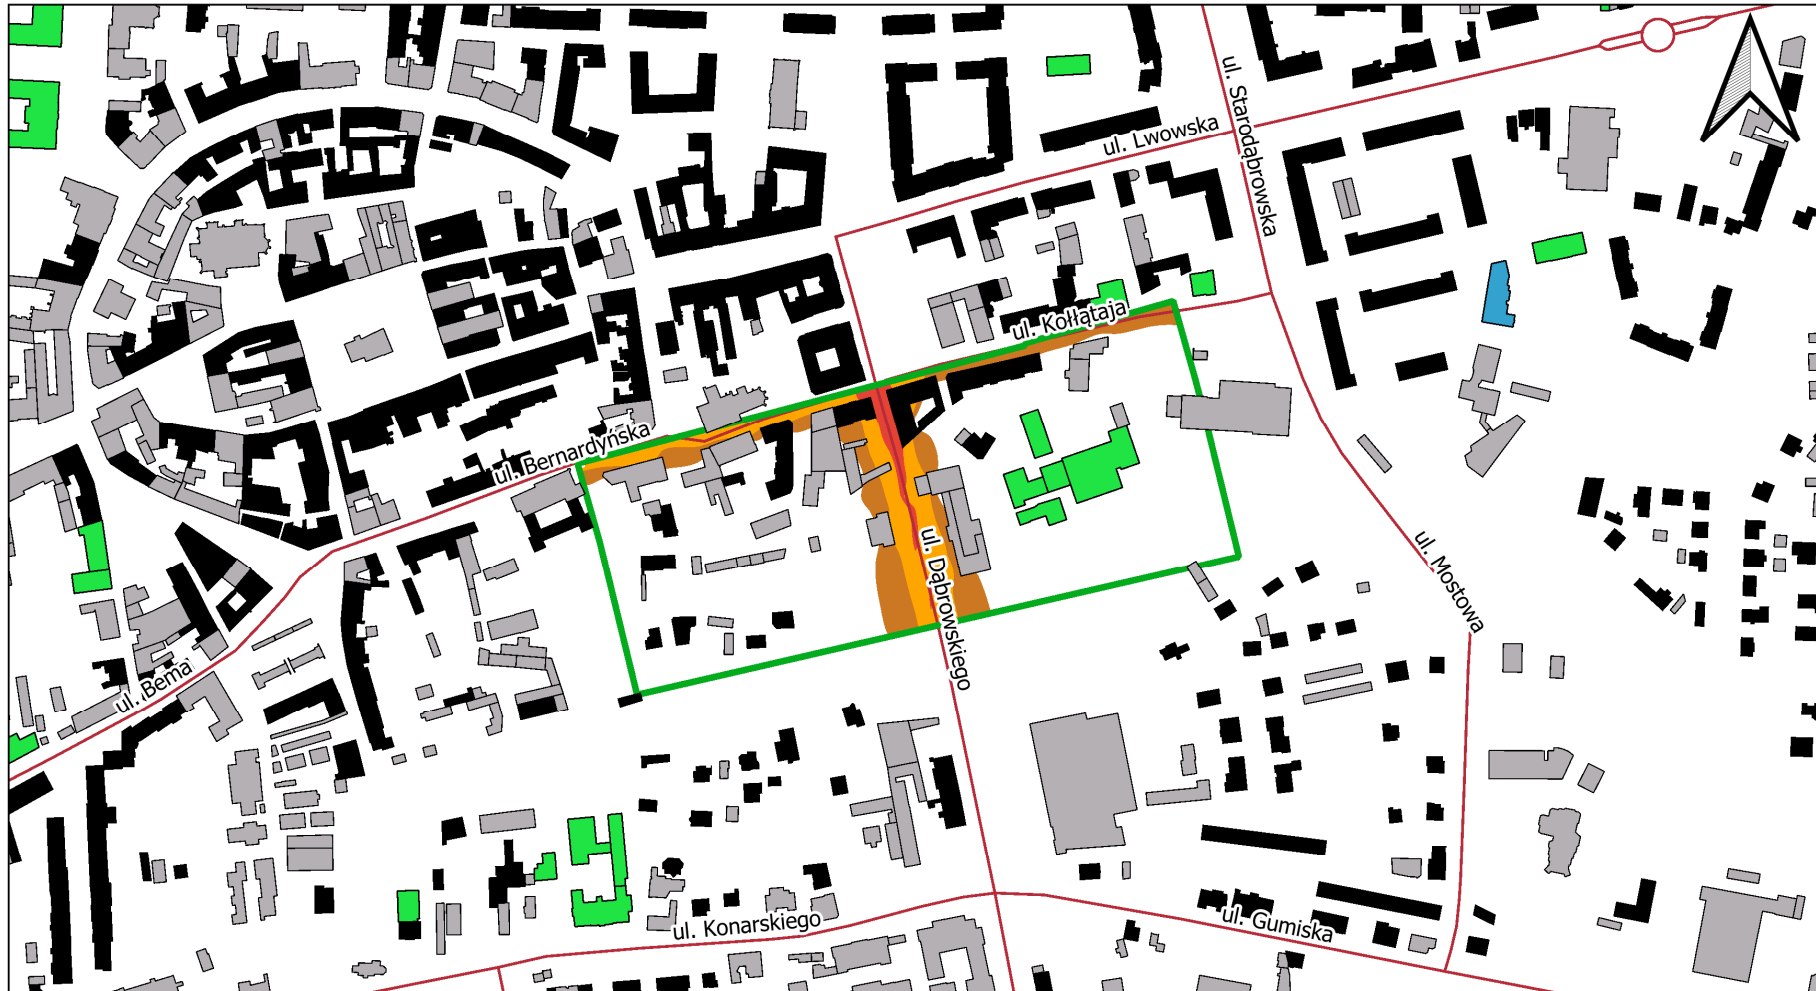 ul. Starodąbrowska
ul. Lwowska
ul. Kołłątaja
ul. Bernardyńska
ul. Dąbrowskiego
ul. Mostowa
ul. Bema
ul. Konarskiego
ul. Gumiska